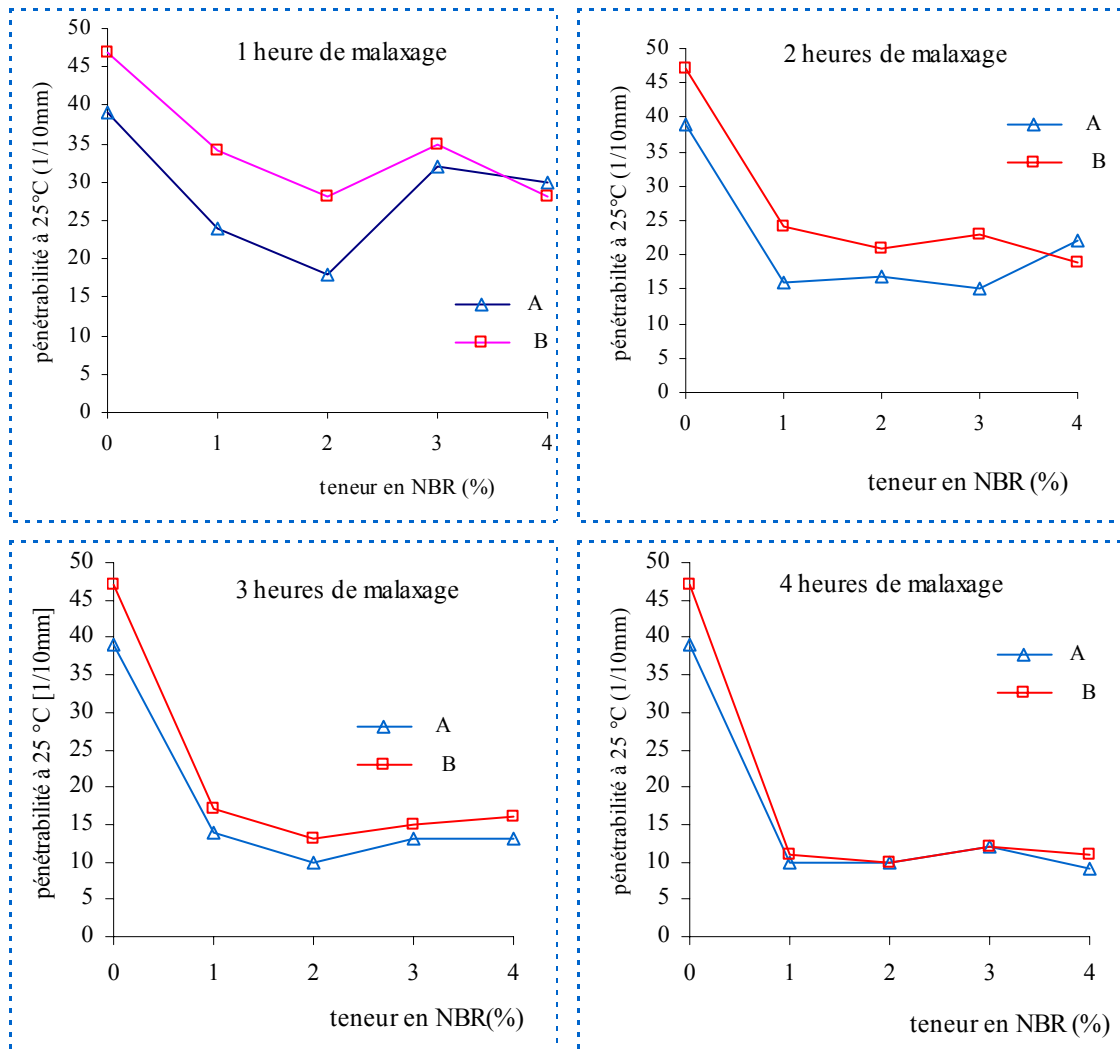 1 heure de malaxage
pénétrabilité à 25°C (1/10mm)
50
45
40
35
30
25
20
15
10
5
0
A
B
0 1 2 3 4
teneur en NBR (%)
2 heures de malaxage
pénétrabilité à 25°C (1/10mm)
50
45
40
35
30
25
20
15
10
5
0
A
B
0 1 2 3 4
teneur en NBR (%)
3 heures de malaxage
pénétrabilité à 25 °C [1/10mm]
50
45
40
35
30
25
20
15
10
5
0
A
B
0 1 2 3 4
teneur en NBR(%)
4 heures de malaxage
pénétrabilité à 25 °C (1/10mm)
50
45
40
35
30
25
20
15
10
5
0
A
B
0 1 2 3 4
teneur en NBR (%)